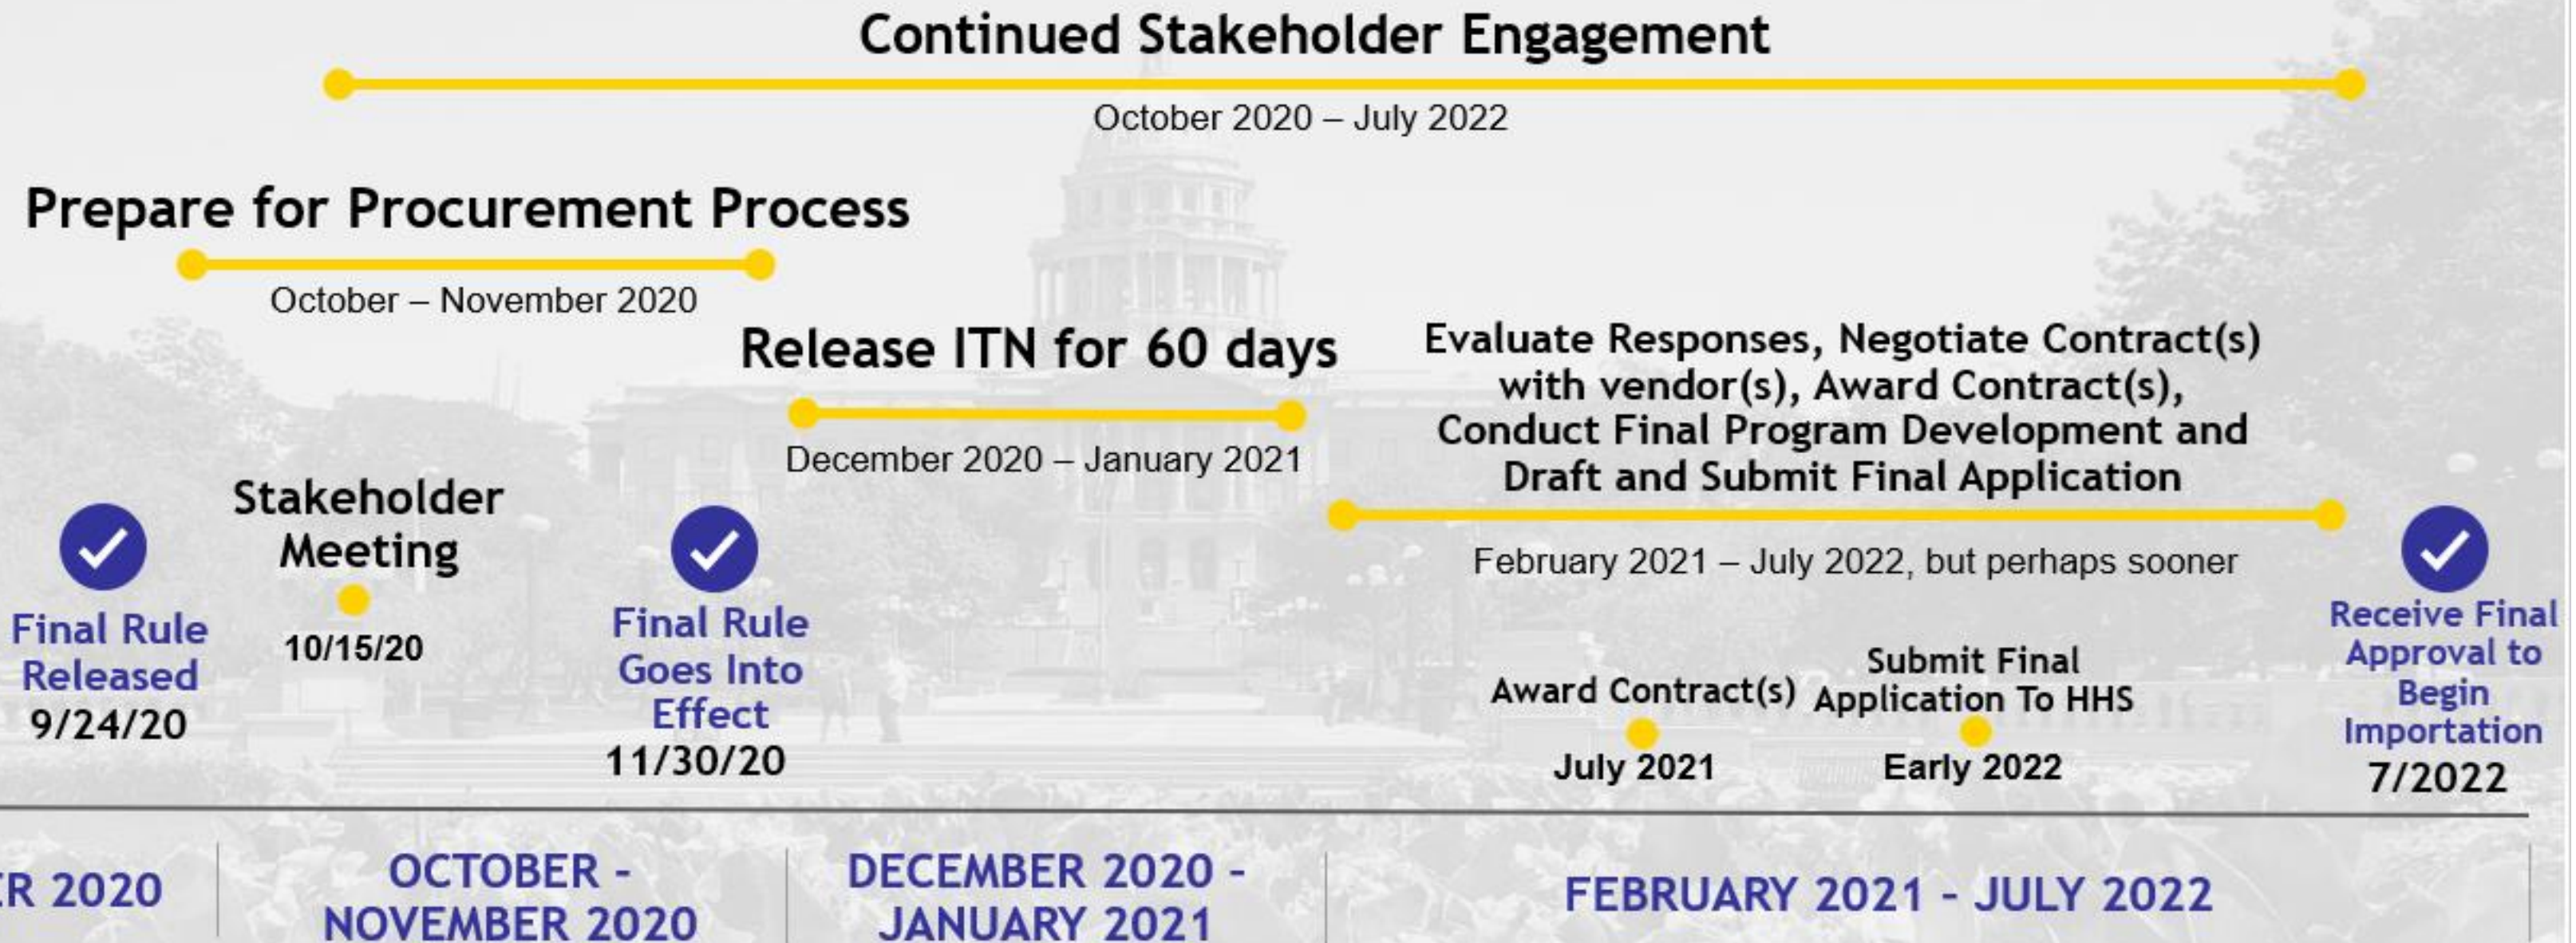 Continued Stakeholder Engagement
October 2020 – July 2022
Prepare for Procurement Process
October – November 2020
Release ITN for 60 days
December 2020 – January 2021
Evaluate Responses, Negotiate Contract(s)
with vendor(s), Award Contract(s),
Conduct Final Program Development and
Draft and Submit Final Application
February 2021 – July 2022, but perhaps sooner
Final Rule
Released
9/24/20
Stakeholder
Meeting
10/15/20
Final Rule
Goes Into
Effect
11/30/20
Award Contract(s)
July 2021
Submit Final
Application To HHS
Early 2022
Receive Final
Approval to
Begin
Importation
7/2022
ER 2020
OCTOBER -
NOVEMBER 2020
DECEMBER 2020 -
JANUARY 2021
FEBRUARY 2021 - JULY 2022